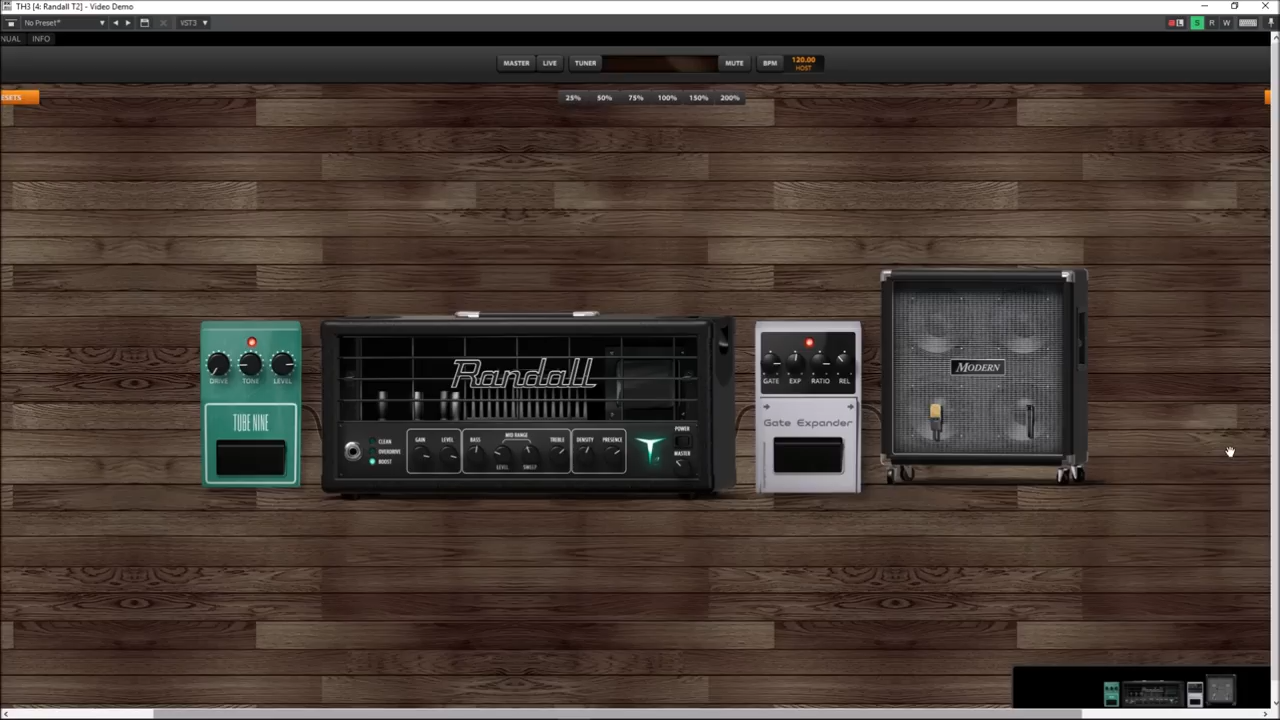 TH3 [4: Randall T2] - Video Demo
No Preset*
VST3
L
S
R
W
NUAL INFO
MASTER LIVE TUNER MUTE BPM 120.00
HOST
ESETS
25% 50% 75% 100% 150% 200%
DRIVE TONE LEVEL
TUBE NINE
Randall
CLEAN
OVERDRIVE
BOOST
GAIN LEVEL
BASS MID RANGE TREBLE
LEVEL SWEEP
DENSITY PRESENCE
POWER
MASTER
GATE EXP RATIO REL
Gate Expander
MODERN